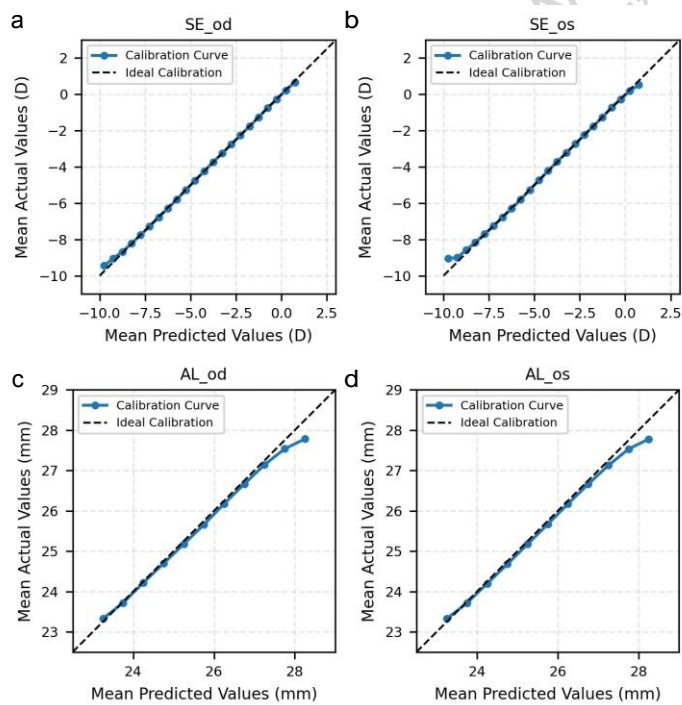 a
SE_od
Calibration Curve
Ideal Calibration
Mean Actual Values (D)
2
0
−2
−4
−6
−8
−10
−10.0 −7.5 −5.0 −2.5 0.0 2.5
Mean Predicted Values (D)
b
SE_os
Calibration Curve
Ideal Calibration
Mean Actual Values (D)
2
0
−2
−4
−6
−8
−10
−10.0 −7.5 −5.0 −2.5 0.0 2.5
Mean Predicted Values (D)
c
AL_od
Calibration Curve
Ideal Calibration
Mean Actual Values (mm)
29
28
27
26
25
24
23
24 26 28
Mean Predicted Values (mm)
d
AL_os
Calibration Curve
Ideal Calibration
Mean Actual Values (mm)
29
28
27
26
25
24
23
24 26 28
Mean Predicted Values (mm)